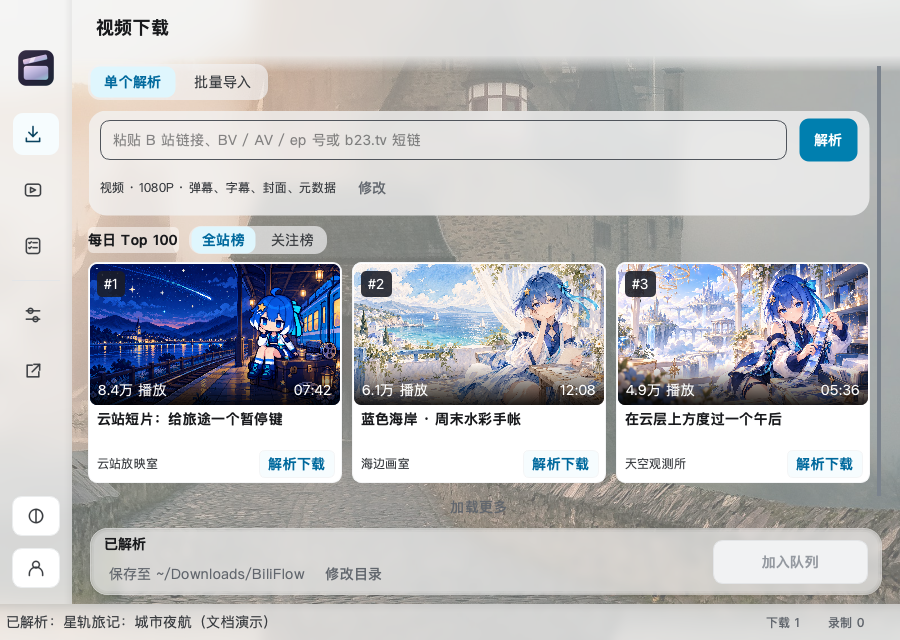 视频下载
单个解析 批量导入
粘贴 B 站链接、BV / AV / ep 号或 b23.tv 短链 解析
视频 · 1080P · 弹幕、字幕、封面、元数据 修改
每日 Top 100 全站榜 关注榜
#1 #2 #3
8.4万 播放 07:42 6.1万 播放 12:08 4.9万 播放 05:36
云站短片：给旅途一个暂停键 蓝色海岸 · 周末水彩手帐 在云层上方度过一个午后
云站放映室 解析下载 海边画室 解析下载 天空观测所 解析下载
加载更多
已解析
保存至 ~/Downloads/BiliFlow 修改目录 加入队列
已解析：星轨旅记：城市夜航（文档演示） 下载 1 录制 0